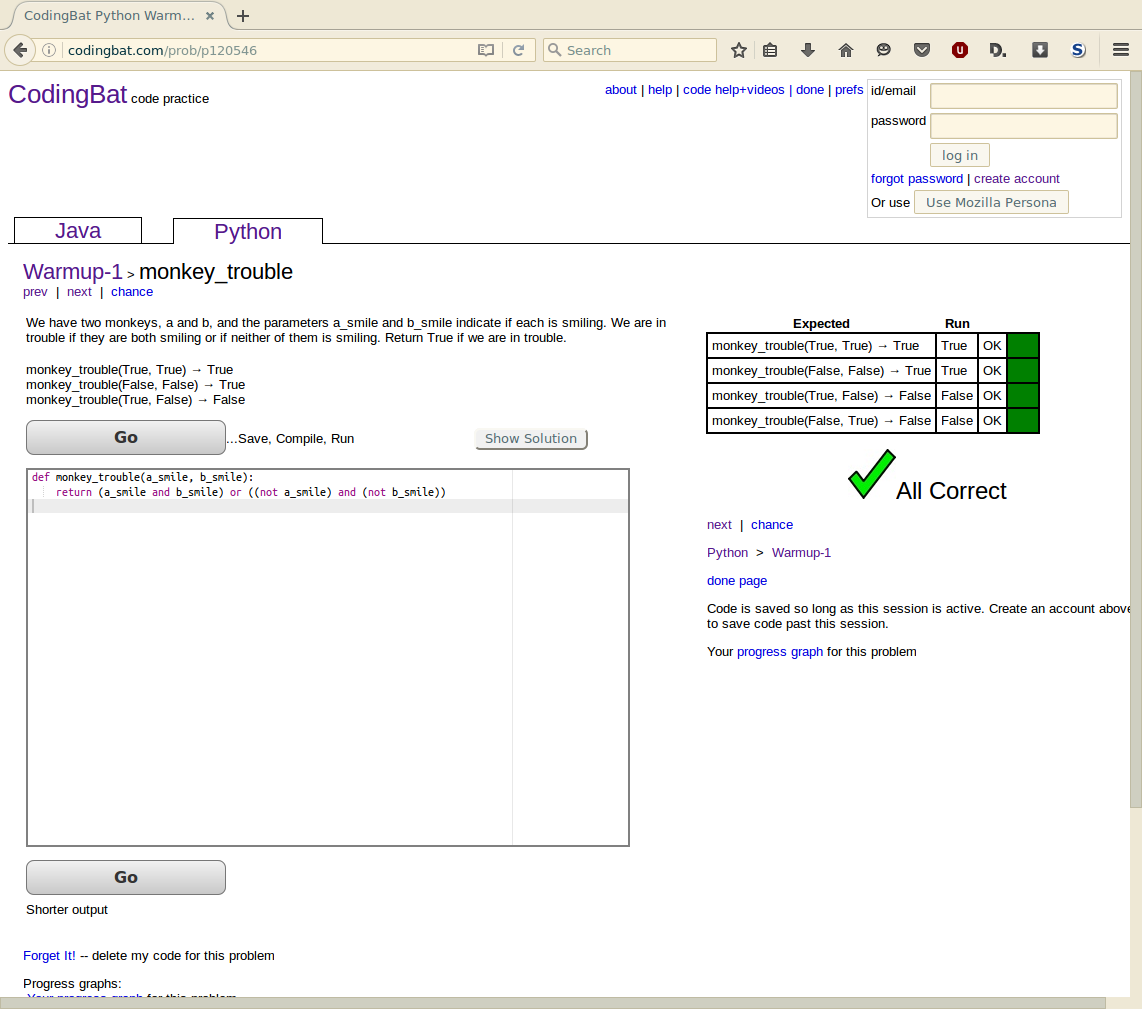 CodingBat Python Warm... ×
codingbat.com/prob/p120546
Search
CodingBat code practice
about | help | code help+videos | done | prefs
id/email
password
log in
forgot password | create account
Or use Use Mozilla Persona
Java
Python
Warmup-1 > monkey_trouble
prev | next | chance
We have two monkeys, a and b, and the parameters a_smile and b_smile indicate if each is smiling. We are in
trouble if they are both smiling or if neither of them is smiling. Return True if we are in trouble.
monkey_trouble(True, True) → True
monkey_trouble(False, False) → True
monkey_trouble(True, False) → False
Go ...Save, Compile, Run
Show Solution
def monkey_trouble(a_smile, b_smile):
    return (a_smile and b_smile) or ((not a_smile) and (not b_smile))
Go
Shorter output
Forget It! -- delete my code for this problem
Progress graphs:
Your progress graph for this problem
Expected Run
monkey_trouble(True, True) → True True OK
monkey_trouble(False, False) → True True OK
monkey_trouble(True, False) → False False OK
monkey_trouble(False, True) → False False OK
All Correct
next | chance
Python > Warmup-1
done page
Code is saved so long as this session is active. Create an account above
to save code past this session.
Your progress graph for this problem